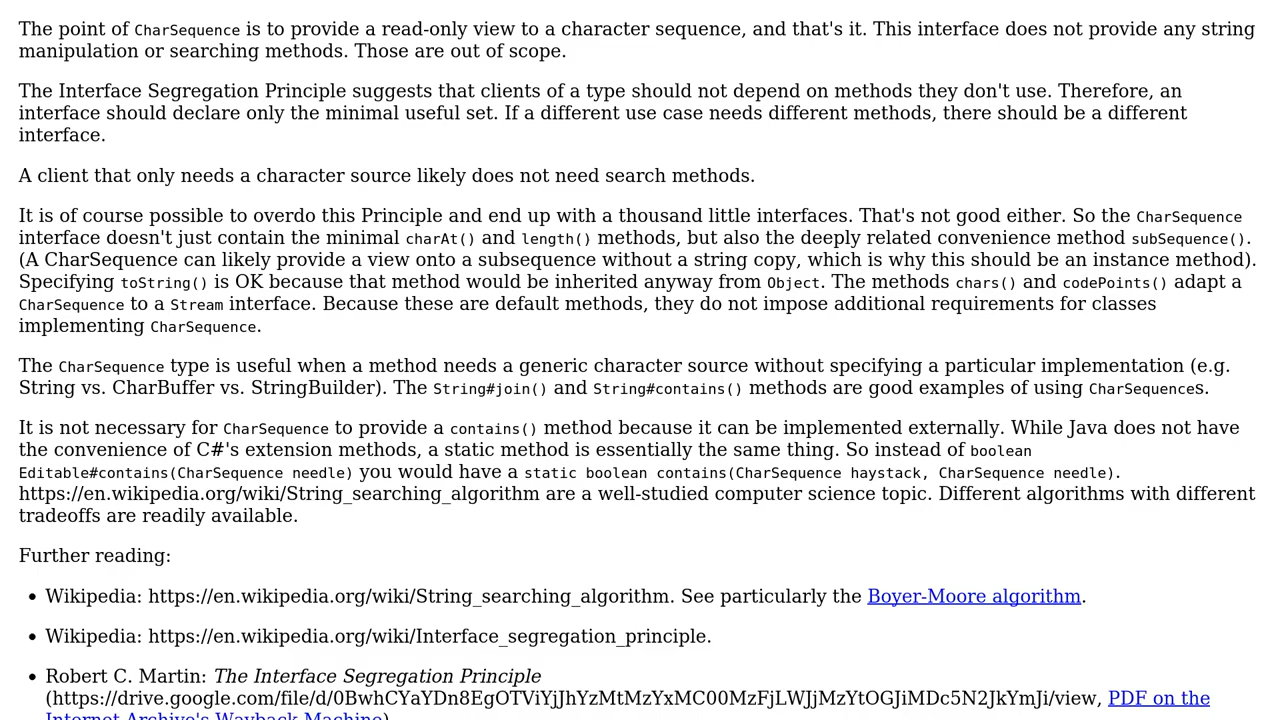 The point of CharSequence is to provide a read-only view to a character sequence, and that's it. This interface does not provide any string
manipulation or searching methods. Those are out of scope.
The Interface Segregation Principle suggests that clients of a type should not depend on methods they don't use. Therefore, an
interface should declare only the minimal useful set. If a different use case needs different methods, there should be a different
interface.
A client that only needs a character source likely does not need search methods.
It is of course possible to overdo this Principle and end up with a thousand little interfaces. That's not good either. So the CharSequence
interface doesn't just contain the minimal charAt() and length() methods, but also the deeply related convenience method subSequence().
(A CharSequence can likely provide a view onto a subsequence without a string copy, which is why this should be an instance method).
Specifying toString() is OK because that method would be inherited anyway from Object. The methods chars() and codePoints() adapt a
CharSequence to a Stream interface. Because these are default methods, they do not impose additional requirements for classes
implementing CharSequence.
The CharSequence type is useful when a method needs a generic character source without specifying a particular implementation (e.g.
String vs. CharBuffer vs. StringBuilder). The String#join() and String#contains() methods are good examples of using CharSequences.
It is not necessary for CharSequence to provide a contains() method because it can be implemented externally. While Java does not have
the convenience of C#'s extension methods, a static method is essentially the same thing. So instead of boolean
Editable#contains(CharSequence needle) you would have a static boolean contains(CharSequence haystack, CharSequence needle).
https://en.wikipedia.org/wiki/String_searching_algorithm are a well-studied computer science topic. Different algorithms with different
tradeoffs are readily available.
Further reading:
• Wikipedia: https://en.wikipedia.org/wiki/String_searching_algorithm. See particularly the Boyer-Moore algorithm.
• Wikipedia: https://en.wikipedia.org/wiki/Interface_segregation_principle.
• Robert C. Martin: The Interface Segregation Principle
(https://drive.google.com/file/d/0BwhCYaYDn8EgOTViYjJhYzMtMzYxMC00MzFjLWJjMzYtOGJiMDc5N2JkYmJi/view, PDF on the
Internet Archive's Wayback Machine)